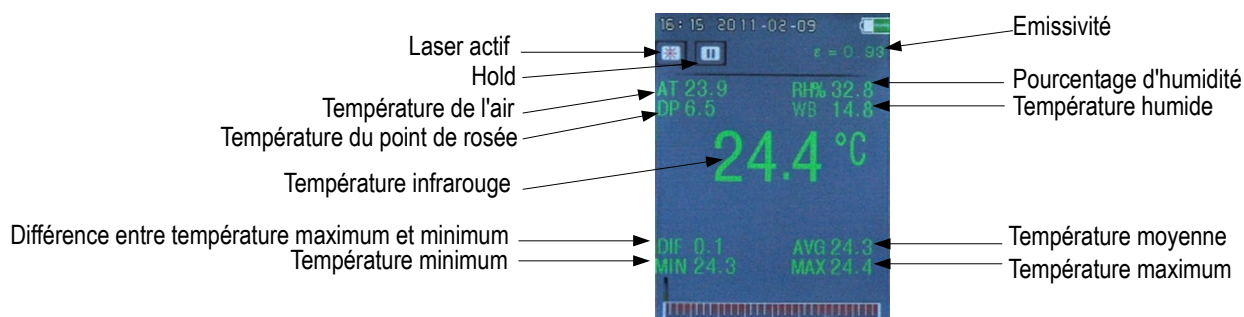 16:15 2011-02-09
Emissivité
Laser actif
ε = 0.93
Hold
Température de l'air
AT 23.9
RH% 32.8
Pourcentage d'humidité
Température du point de rosée
DP 6.5
WB 14.8
Température humide
Température infrarouge
24.4 °C
Différence entre température maximum et minimum
DIF 0.1
AVG 24.3
Température moyenne
Température minimum
MIN 24.3
MAX 24.4
Température maximum